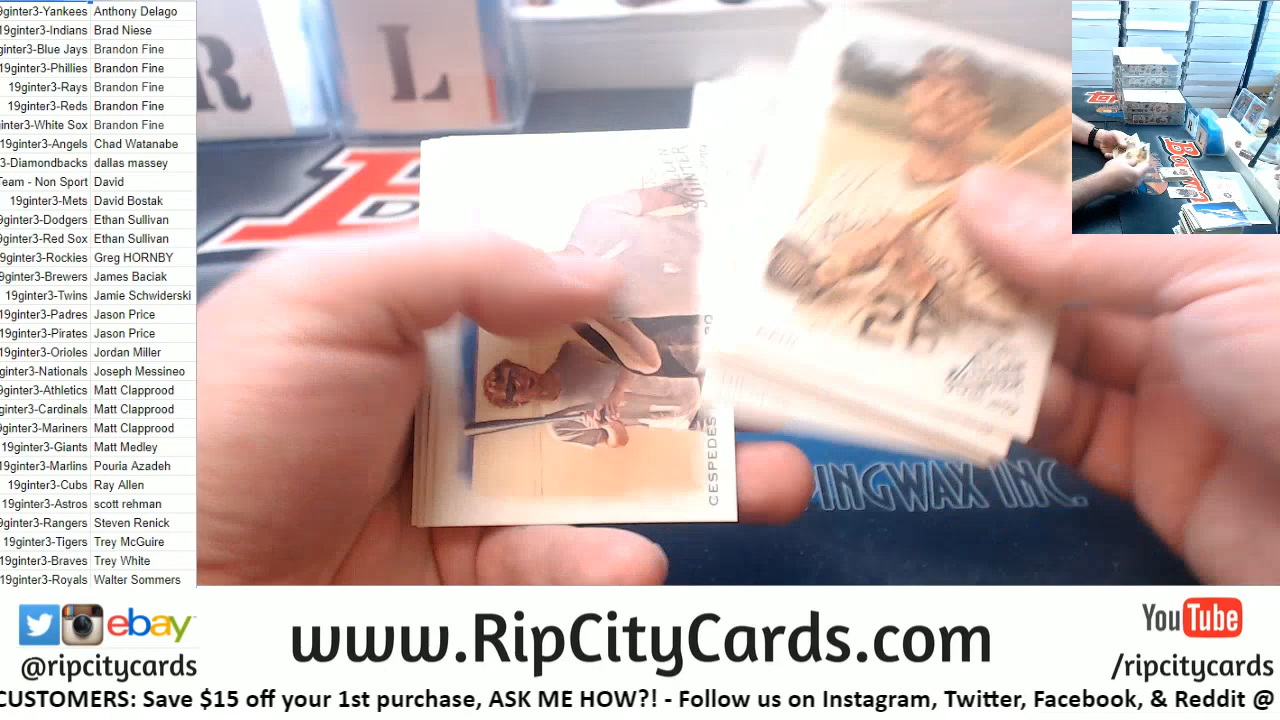 9ginter3-Yankees Anthony Delago
19ginter3-Indians Brad Niese
ginter3-Blue Jays Brandon Fine
19ginter3-Phillies Brandon Fine
19ginter3-Rays Brandon Fine
19ginter3-Reds Brandon Fine
inter3-White Sox Brandon Fine
19ginter3-Angels Chad Watanabe
3-Diamondbacks dallas massey
Team - Non Sport David
19ginter3-Mets David Bostak
9ginter3-Dodgers Ethan Sullivan
9ginter3-Red Sox Ethan Sullivan
9ginter3-Rockies Greg HORNBY
9ginter3-Brewers James Baciak
19ginter3-Twins Jamie Schwiderski
19ginter3-Padres Jason Price
19ginter3-Pirates Jason Price
19ginter3-Orioles Jordan Miller
ginter3-Nationals Joseph Messineo
9ginter3-Athletics Matt Clapprood
ginter3-Cardinals Matt Clapprood
ginter3-Mariners Matt Clapprood
19ginter3-Giants Matt Medley
19ginter3-Marlins Pouria Azadeh
19ginter3-Cubs Ray Allen
19ginter3-Astros scott rehman
9ginter3-Rangers Steven Renick
19ginter3-Tigers Trey McGuire
19ginter3-Braves Trey White
19ginter3-Royals Walter Sommers
R L
GINTER
CESPEDES
PINGWAX INC.
ebay
@ripcitycards
www.RipCityCards.com
YouTube
/ripcitycards
CUSTOMERS: Save $15 off your 1st purchase, ASK ME HOW?! - Follow us on Instagram, Twitter, Facebook, & Reddit @